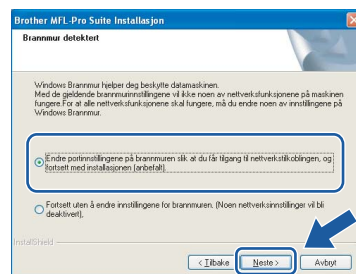 Brother MFL-Pro Suite Installasjon
Brannmur detektert
Windows Brannmur hjelper deg beskytte datamaskinen.
Med de gjeldende brannmurinnstillingene vil ikke noen av nettverksfunksjonene på maskinen
fungere.For at alle nettverksfunksjonene skal fungere, må du endre noen av innstillingene på
Windows Brannmur.
Endre portinnstillingene på brannmuren slik at du får tilgang til nettverkstilkoblingen, og
fortsett med installasjonen (anbefalt).
Fortsett uten å endre innstillingene for brannmuren. (Noen nettverksinnstillinger vil bli
deaktivert).
InstallShield
< Tilbake
Neste >
Avbryt